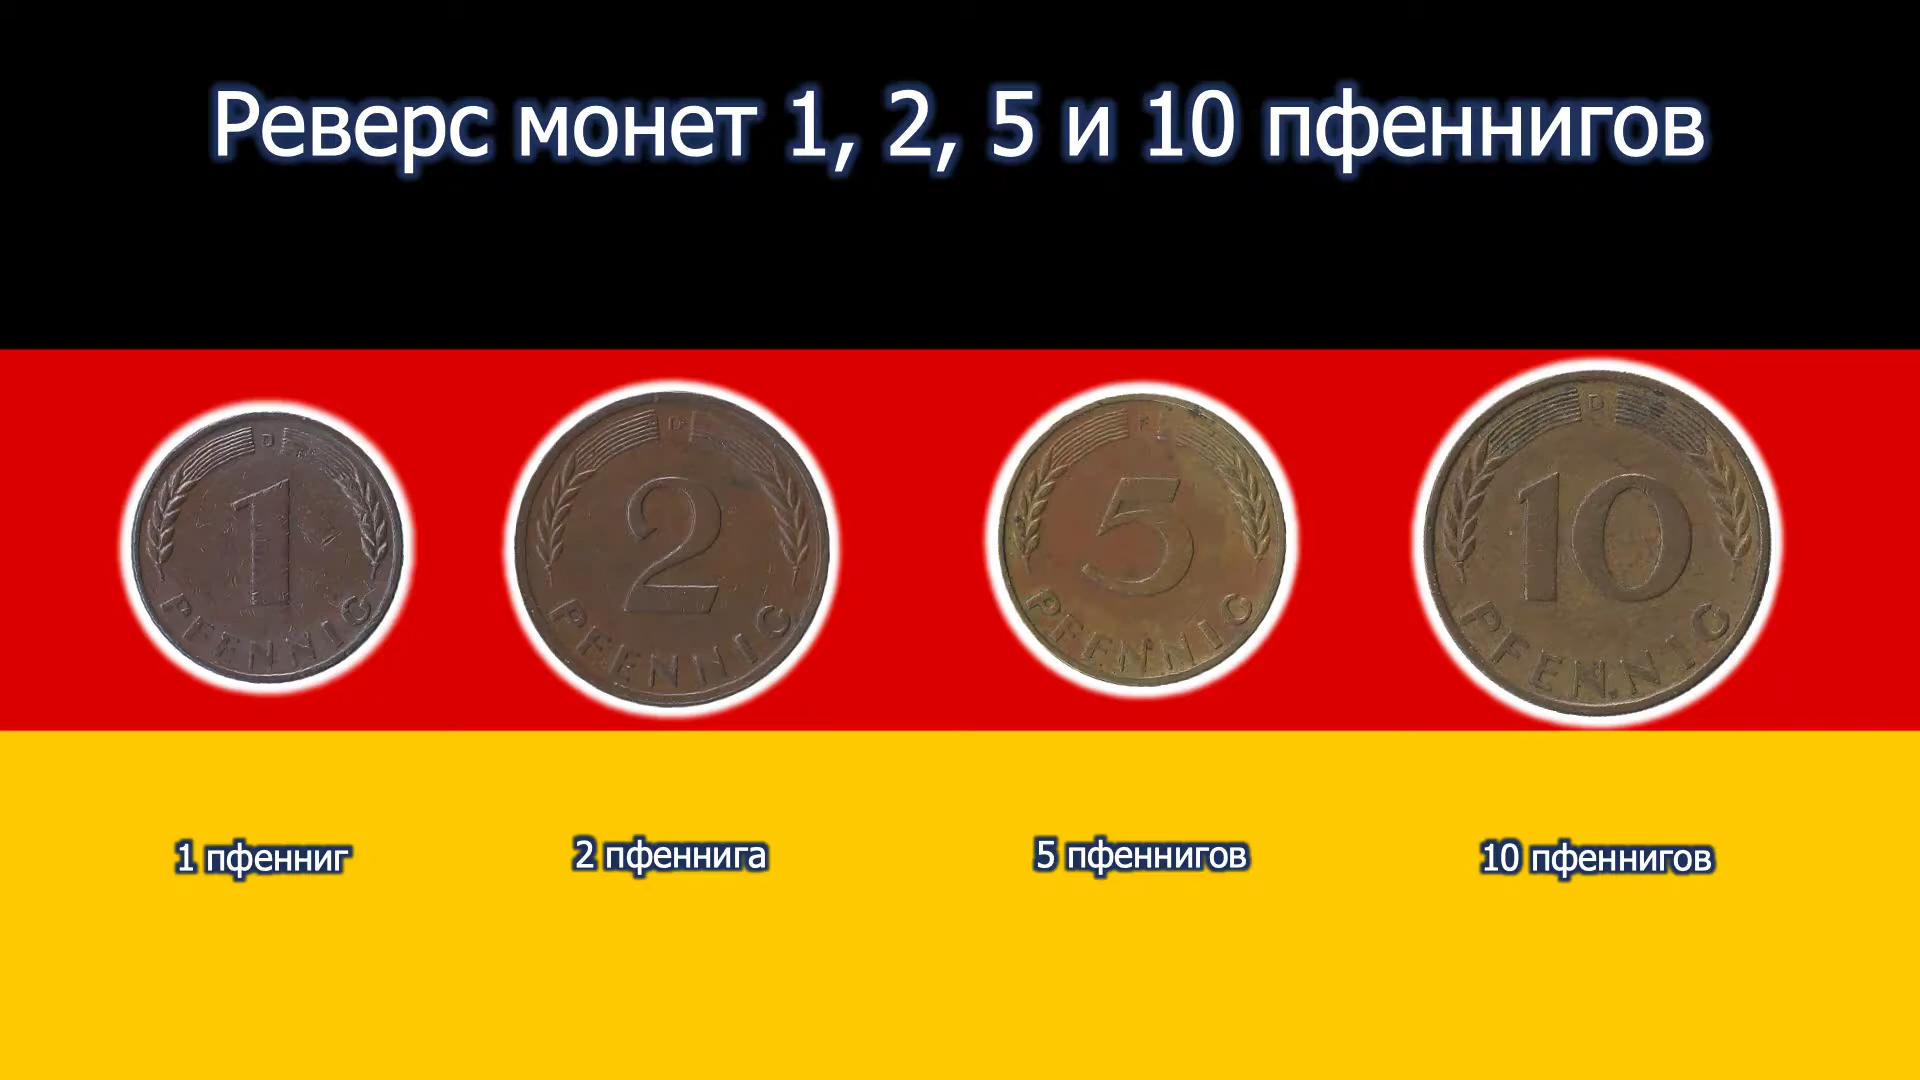 Реверс монет 1, 2, 5 и 10 пфеннигов
D
1
PFENNIG
D
2
PFENNIG
F
5
PFENNIG
D
10
PFENNIG
1 пфенниг
2 пфеннига
5 пфеннигов
10 пфеннигов